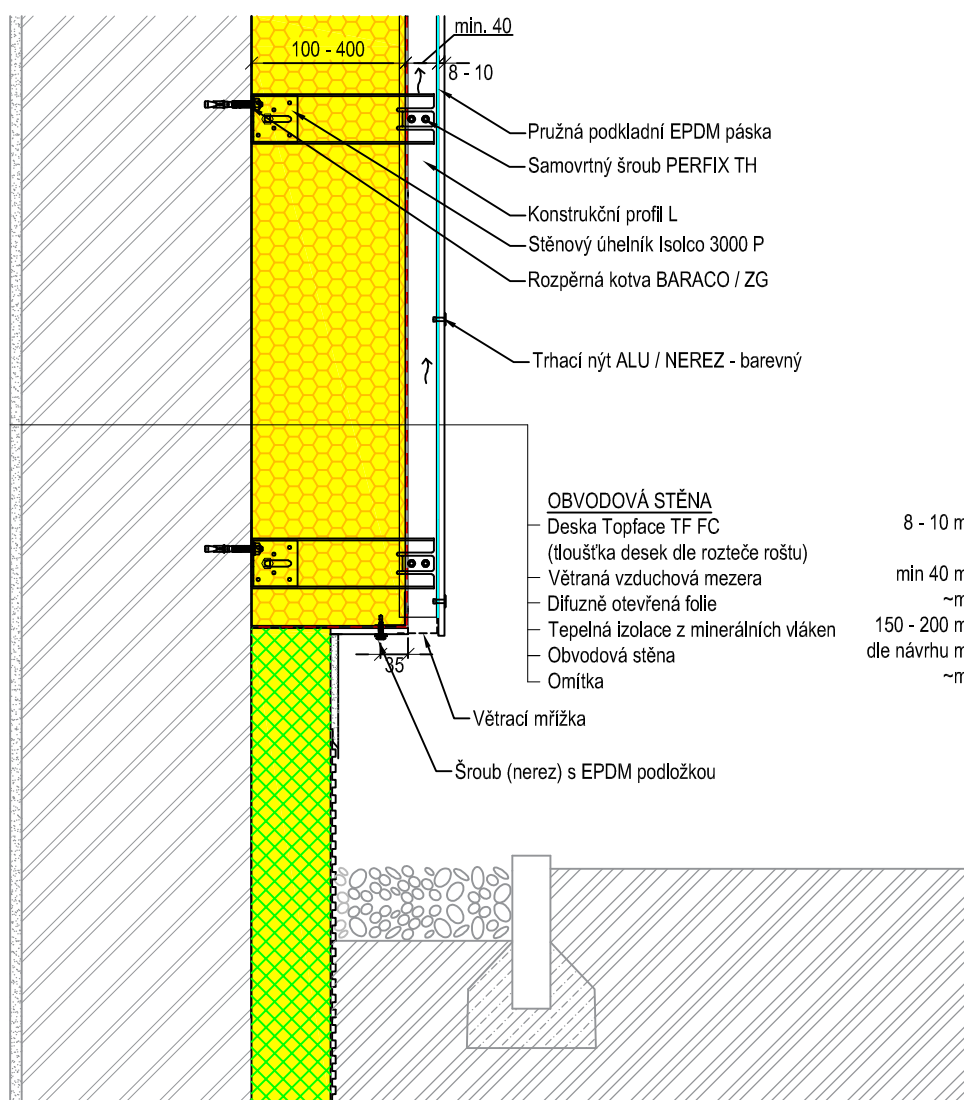 min. 40
100 - 400
8 - 10
Pružná podkladní EPDM páska
Samovrtný šroub PERFIX TH
Konstrukční profil L
Stěnový úhelník Isolco 3000 P
Rozpěrná kotva BARACO / ZG
Trhací nýt ALU / NEREZ - barevný
OBVODOVÁ STĚNA
Deska Topface TF FC 8 - 10 m
(tloušťka desek dle rozteče roštu)
Větraná vzduchová mezera min 40 m
Difuzně otevřená folie ~m
Tepelná izolace z minerálních vláken 150 - 200 m
Obvodová stěna dle návrhu m
Omítka ~m
35
Větrací mřížka
Šroub (nerez) s EPDM podložkou